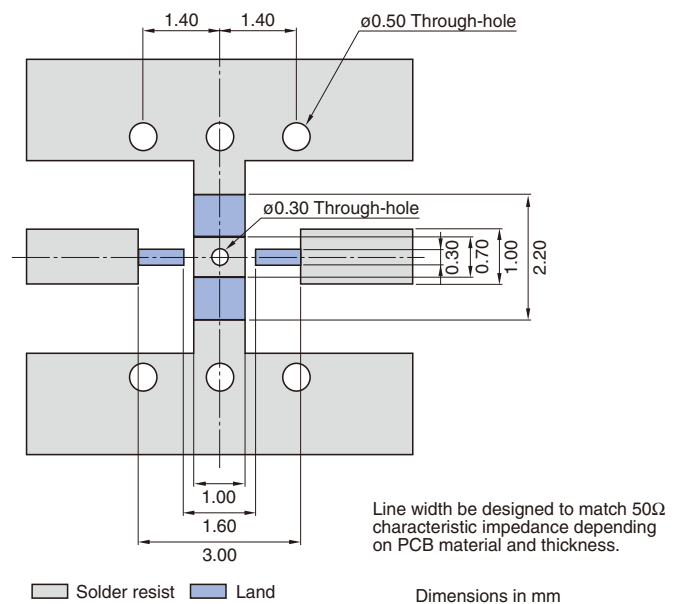 1.40
1.40
ø0.50 Through-hole
ø0.30 Through-hole
0.30
0.70
1.00
2.20
1.00
1.60
3.00
Line width be designed to match 50Ω
characteristic impedance depending
on PCB material and thickness.
Solder resist
Land
Dimensions in mm